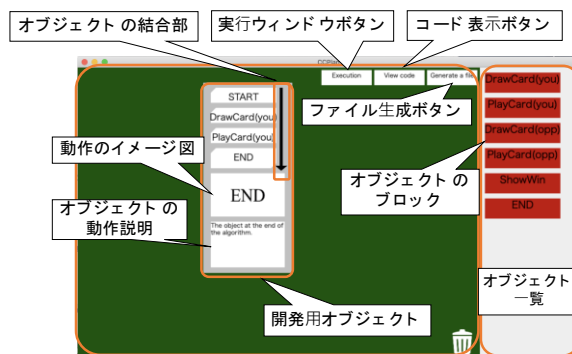 オブジェクトの結合部
実行ウィンドウボタン
コード表示ボタン
Execution
View code
Generate a file
ファイル生成ボタン
START
DrawCard(you)
PlayCard(you)
END
動作のイメージ図
END
オブジェクトの
動作説明
The object at the end of
the algorithm.
開発用オブジェクト
DrawCard(you)
PlayCard(you)
DrawCard(opp)
PlayCard(opp)
ShowWin
END
オブジェクトの
ブロック
オブジェクト
一覧